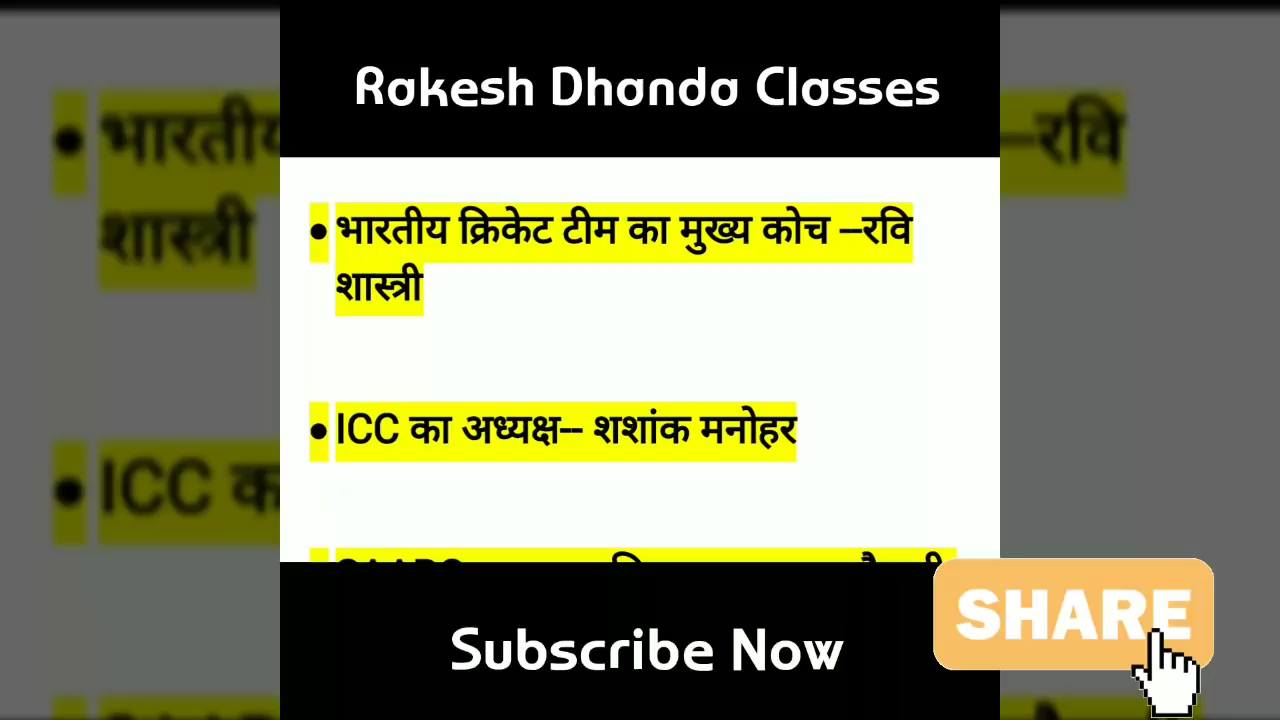 Rakesh Dhanda Classes
• भारतीय क्रिकेट टीम का मुख्य कोच –रवि
शास्त्री
• ICC का अध्यक्ष-- शशांक मनोहर
Subscribe Now
SHARE